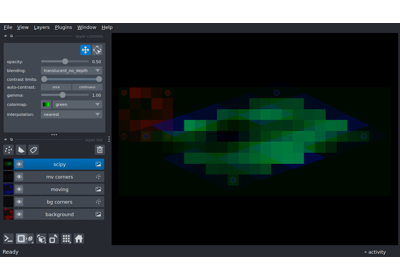 File View Layers Plugins Window Help
opacity: 0.50
blending: translucent_no_depth
contrast limits:
auto-contrast: once continuous
gamma: 1.00
colormap: green
interpolation: nearest
scipy
mv corners
moving
bg corners
background
Ready activity